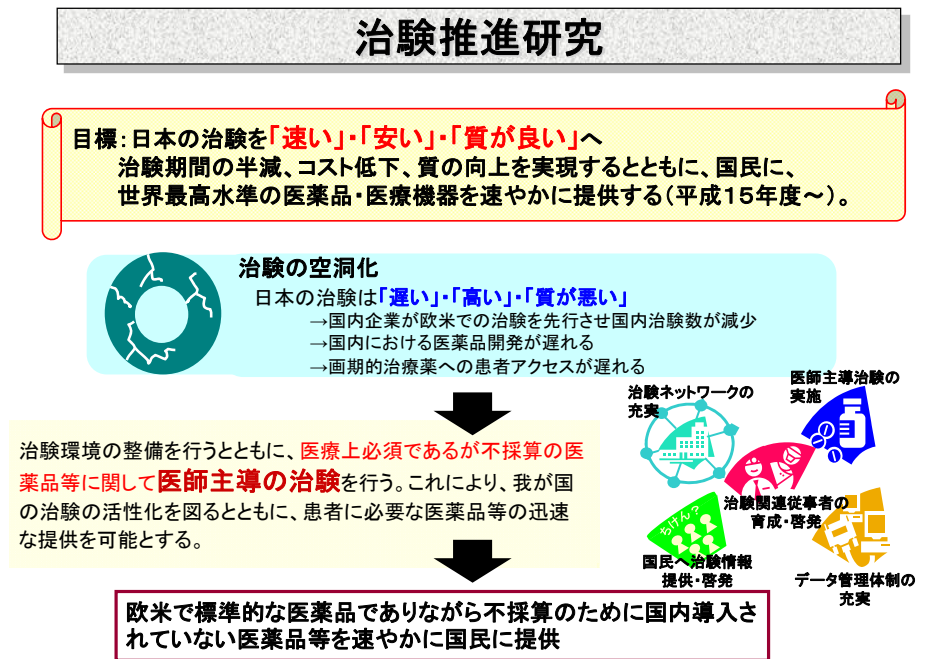 治験推進研究
目標：日本の治験を「速い」・「安い」・「質が良い」へ
治験期間の半減、コスト低下、質の向上を実現するとともに、国民に、
世界最高水準の医薬品・医療機器を速やかに提供する（平成１５年度～）。
治験の空洞化
日本の治験は「遅い」・「高い」・「質が悪い」
→国内企業が欧米での治験を先行させ国内治験数が減少
→国内における医薬品開発が遅れる
→画期的治療薬への患者アクセスが遅れる
治験環境の整備を行うとともに、医療上必須であるが不採算の医
薬品等に関して医師主導の治験を行う。これにより、我が国
の治験の活性化を図るとともに、患者に必要な医薬品等の迅速
な提供を可能とする。
治験ネットワークの
充実
医師主導治験の
実施
治験関連従事者の
育成・啓発
ちけん？
国民へ治験情報
提供・啓発
データ管理体制の
充実
欧米で標準的な医薬品でありながら不採算のために国内導入さ
れていない医薬品等を速やかに国民に提供